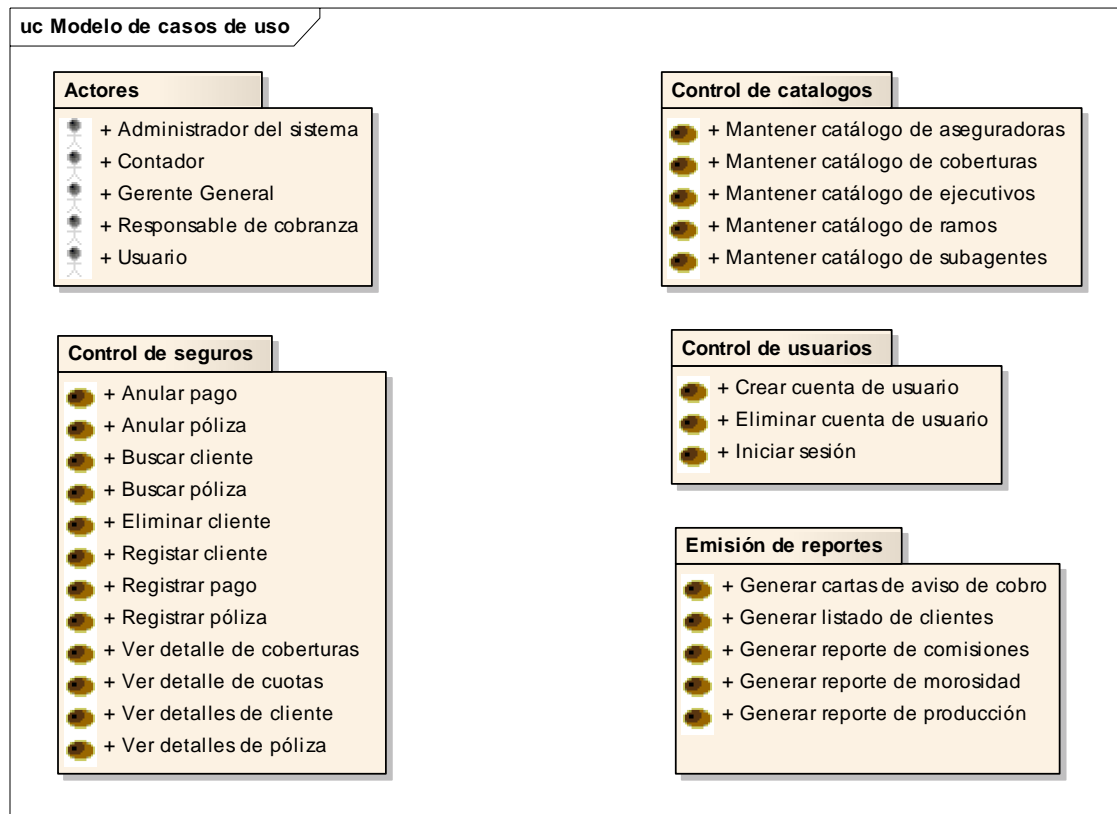 uc Modelo de casos de uso
Actores
+ Administrador del sistema
+ Contador
+ Gerente General
+ Responsable de cobranza
+ Usuario
Control de seguros
+ Anular pago
+ Anular póliza
+ Buscar cliente
+ Buscar póliza
+ Eliminar cliente
+ Registar cliente
+ Registrar pago
+ Registrar póliza
+ Ver detalle de coberturas
+ Ver detalle de cuotas
+ Ver detalles de cliente
+ Ver detalles de póliza
Control de catalogos
+ Mantener catálogo de aseguradoras
+ Mantener catálogo de coberturas
+ Mantener catálogo de ejecutivos
+ Mantener catálogo de ramos
+ Mantener catálogo de subagentes
Control de usuarios
+ Crear cuenta de usuario
+ Eliminar cuenta de usuario
+ Iniciar sesión
Emisión de reportes
+ Generar cartas de aviso de cobro
+ Generar listado de clientes
+ Generar reporte de comisiones
+ Generar reporte de morosidad
+ Generar reporte de producción